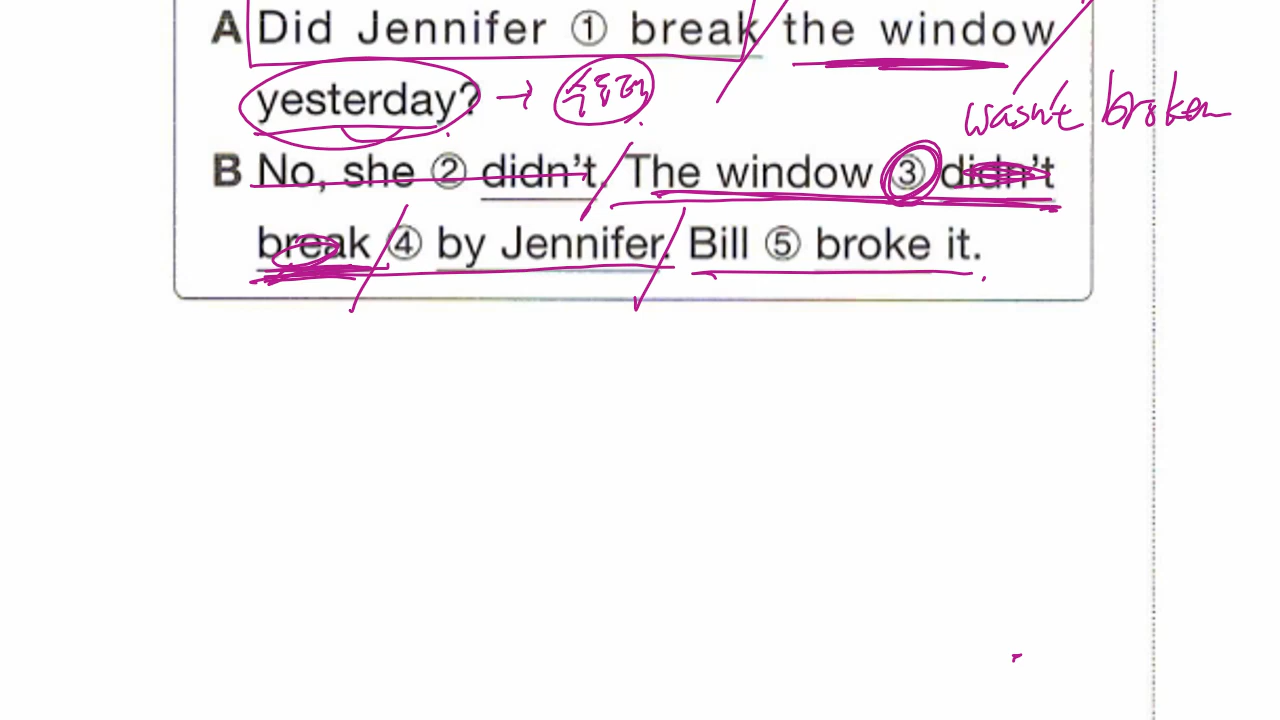 A Did Jennifer ① break the window
yesterday? → 수동태
wasn't broken
B No, she ② didn't. The window ③ didn't
break ④ by Jennifer. Bill ⑤ broke it.